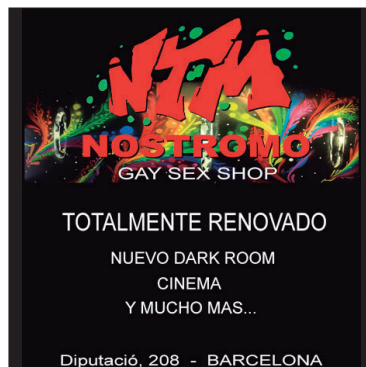 NTM
NOSTROMO
GAY SEX SHOP
TOTALMENTE RENOVADO
NUEVO DARK ROOM
CINEMA
Y MUCHO MAS...
Diputació, 208 - BARCELONA